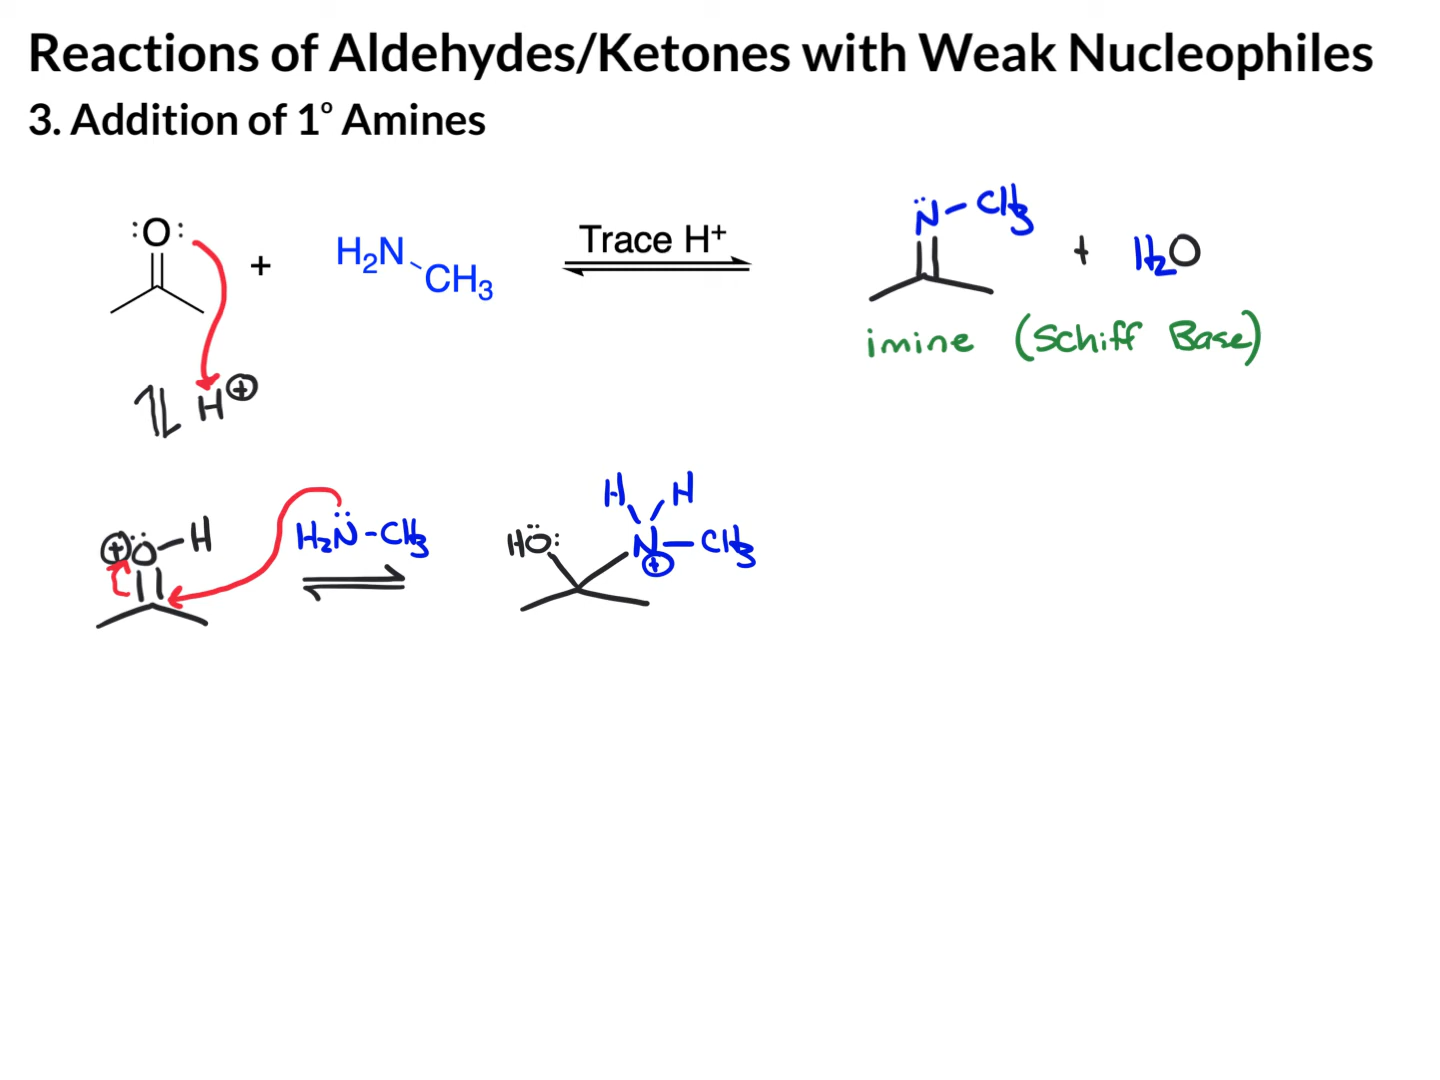 Reactions of Aldehydes/Ketones with Weak Nucleophiles
3. Addition of 1° Amines
:O: + H₂N CH₃ Trace H⁺ N̈-CH₃ + H₂O
imine (Schiff Base)
H⊕
⊕Ö-H H₂N̈-CH₃ HÖ: H H N-CH₃ ⊕